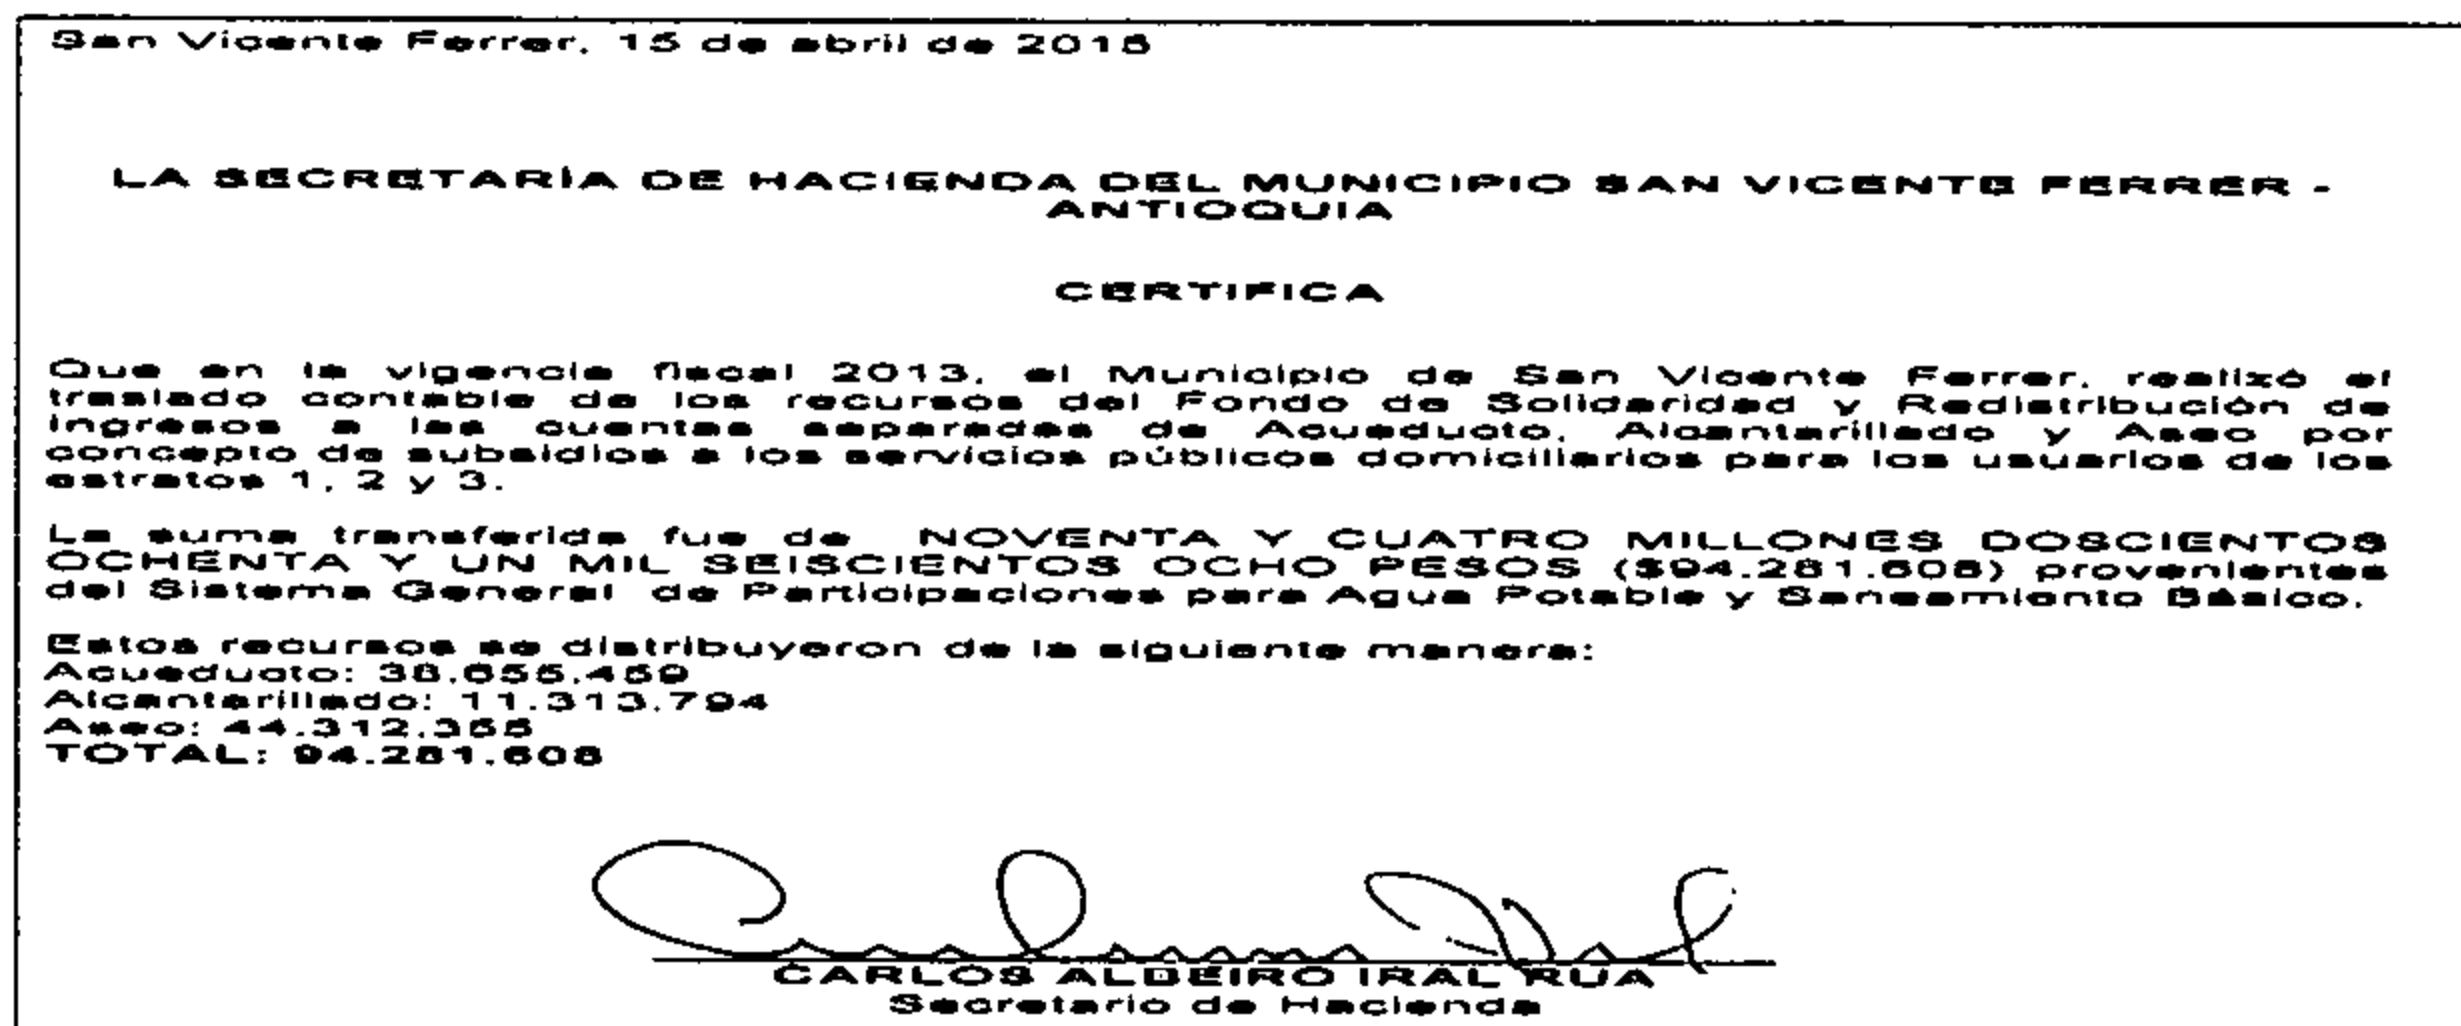 San Vicente Ferrer, 15 de abril de 2015
LA SECRETARÍA DE HACIENDA DEL MUNICIPIO SAN VICENTE FERRER -
ANTIOQUIA
CERTIFICA
Que en la vigencia fiscal 2013, el Municipio de San Vicente Ferrer, realizó el
traslado contable de los recursos del Fondo de Solidaridad y Redistribución de
ingresos a las cuentas separadas de Acueducto, Alcantarillado y Aseo por
concepto de subsidios a los servicios públicos domiciliarios para los usuarios de los
estratos 1, 2 y 3.
La suma transferida fue de NOVENTA Y CUATRO MILLONES DOSCIENTOS
OCHENTA Y UN MIL SEISCIENTOS OCHO PESOS ($94.281.608) provenientes
del Sistema General de Participaciones para Agua Potable y Saneamiento BÁsico.
Estos recursos se distribuyeron de la siguiente manera:
Acueducto: 38.655.459
Alcantarillado: 11.313.794
Aseo: 44.312.355
TOTAL: 94.281.608
CARLOS ALBEIRO IRAL RÚA
Secretario de Hacienda